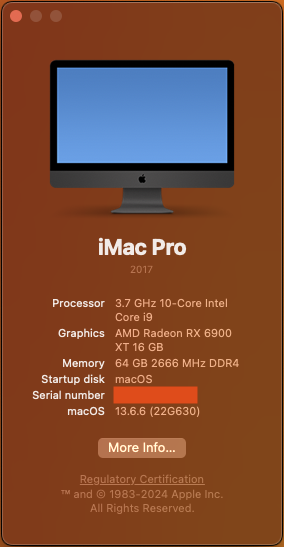 iMac Pro
2017
Processor 3.7 GHz 10-Core Intel
Core i9
Graphics AMD Radeon RX 6900
XT 16 GB
Memory 64 GB 2666 MHz DDR4
Startup disk macOS
Serial number
macOS 13.6.6 (22G630)
More Info...
Regulatory Certification
™ and © 1983-2024 Apple Inc.
All Rights Reserved.